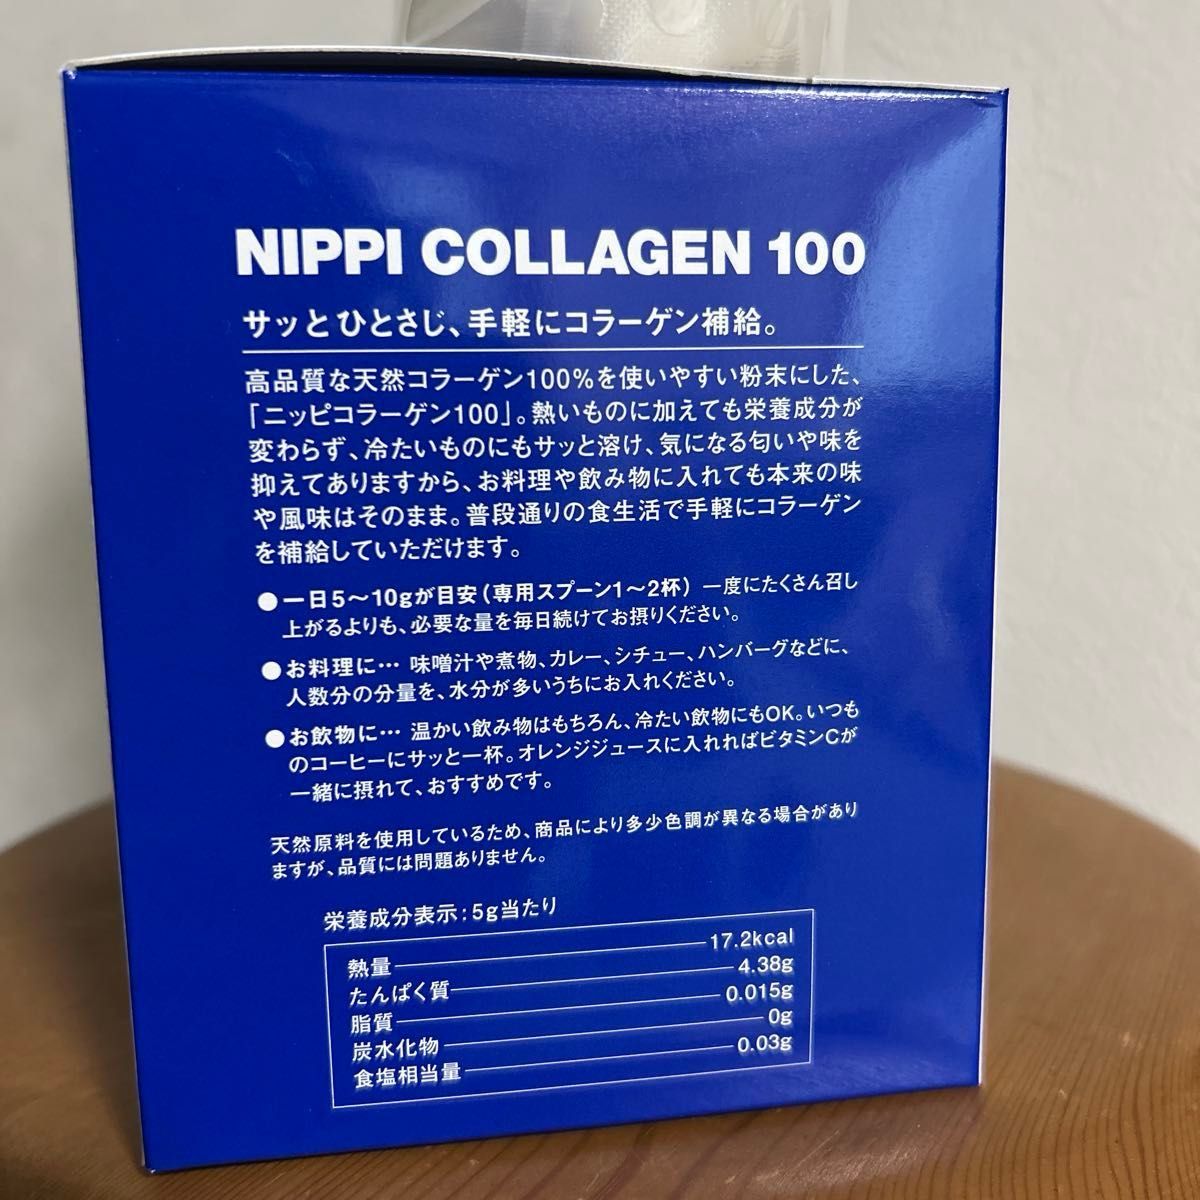 NIPPI COLLAGEN 100
サッとひとさじ、手軽にコラーゲン補給。
高品質な天然コラーゲン100%を使いやすい粉末にした、
「ニッピコラーゲン100」。熱いものに加えても栄養成分が
変わらず、冷たいものにもサッと溶け、気になる匂いや味を
抑えてありますから、お料理や飲み物に入れても本来の味
や風味はそのまま。普段通りの食生活で手軽にコラーゲン
を補給していただけます。
●一日5〜10gが目安（専用スプーン1〜2杯） 一度にたくさん召し
上がるよりも、必要な量を毎日続けてお摂りください。
●お料理に… 味噌汁や煮物、カレー、シチュー、ハンバーグなどに、
人数分の分量を、水分が多いうちにお入れください。
●お飲物に… 温かい飲み物はもちろん、冷たい飲物にもOK。いつも
のコーヒーにサッと一杯。オレンジジュースに入れればビタミンCが
一緒に摂れて、おすすめです。
天然原料を使用しているため、商品により多少色調が異なる場合があり
ますが、品質には問題ありません。
栄養成分表示：5g当たり
熱量 17.2kcal
たんぱく質 4.38g
脂質 0.015g
炭水化物 0g
食塩相当量 0.03g